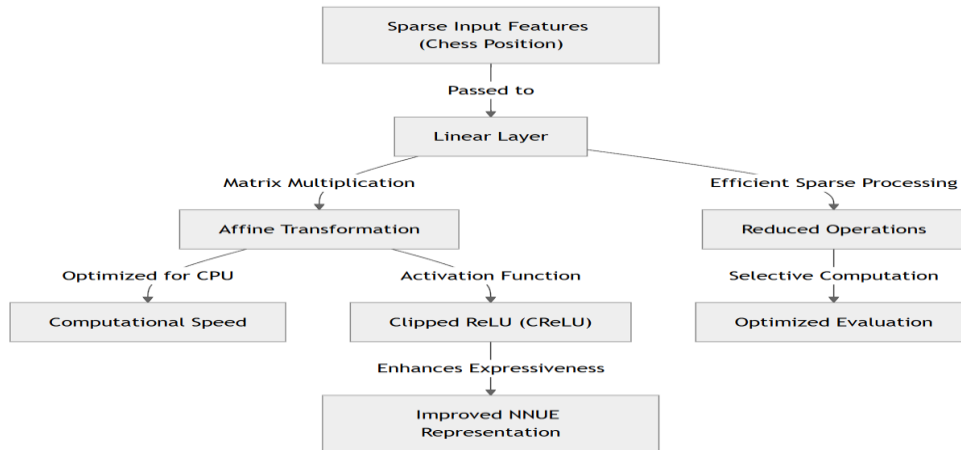 Sparse Input Features
(Chess Position)
Passed to
Linear Layer
Matrix Multiplication
Efficient Sparse Processing
Affine Transformation
Reduced Operations
Optimized for CPU
Activation Function
Selective Computation
Computational Speed
Clipped ReLU (CReLU)
Optimized Evaluation
Enhances Expressiveness
Improved NNUE
Representation